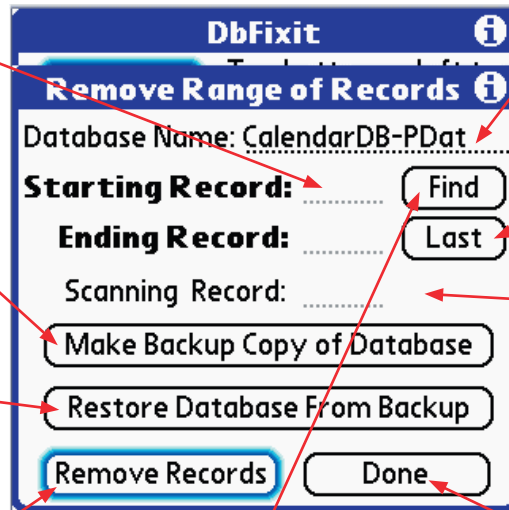 DbFixit
Remove Range of Records
Database Name: CalendarDB-PDat
Starting Record: Find
Ending Record: Last
Scanning Record:
Make Backup Copy of Database
Restore Database From Backup
Remove Records Done